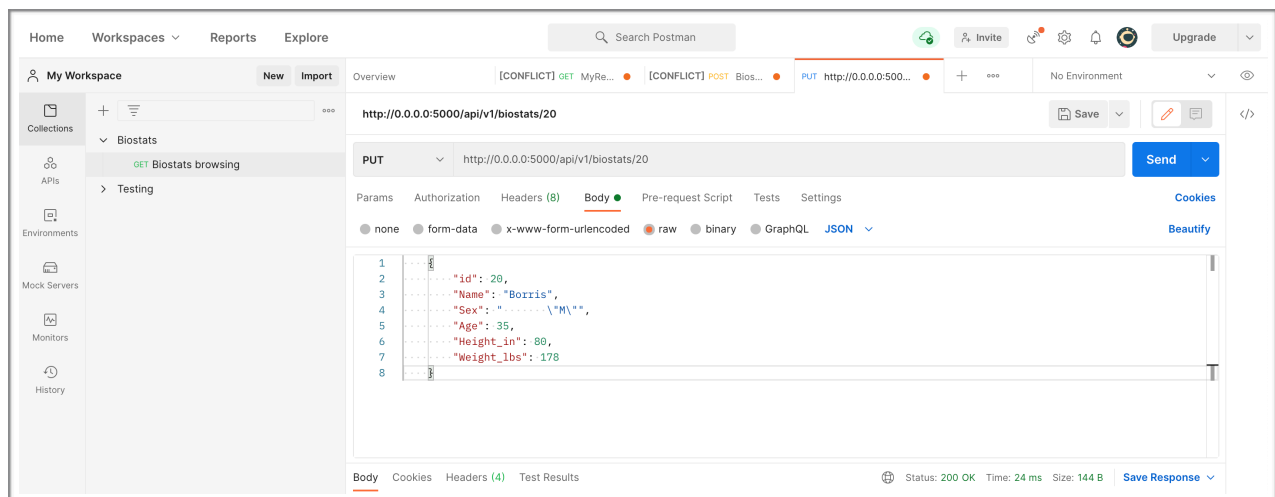 Home Workspaces Reports Explore Search Postman Invite Upgrade
My Workspace New Import Overview [CONFLICT] GET MyRe... [CONFLICT] POST Bios... PUT http://0.0.0.0:500... No Environment
Collections
http://0.0.0.0:5000/api/v1/biostats/20 Save
Biostats
GET Biostats browsing
PUT http://0.0.0.0:5000/api/v1/biostats/20 Send
APIs
Testing
Params Authorization Headers (8) Body Pre-request Script Tests Settings Cookies
Environments
none form-data x-www-form-urlencoded raw binary GraphQL JSON Beautify
Mock Servers
Monitors
History
1 {
2 "id": 20,
3 "Name": "Borris",
4 "Sex": "       \"M\"",
5 "Age": 35,
6 "Height_in": 80,
7 "Weight_lbs": 178
8 }
Body Cookies Headers (4) Test Results Status: 200 OK Time: 24 ms Size: 144 B Save Response